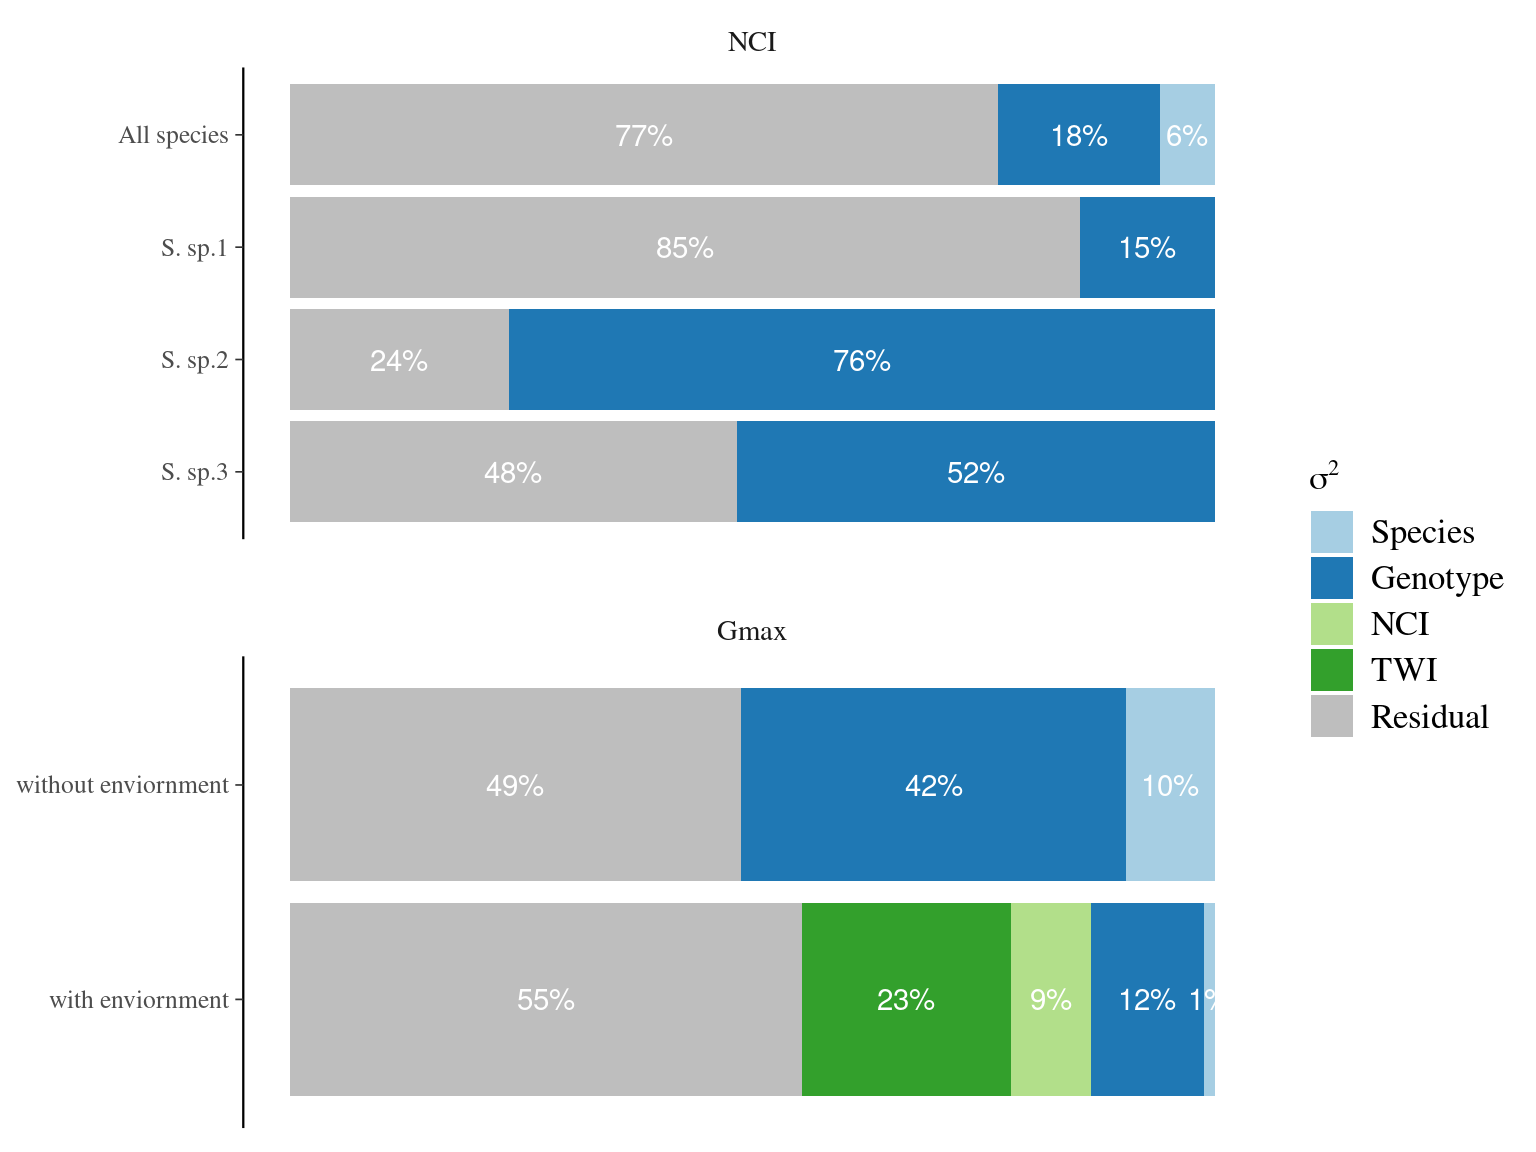 NCI
All species 77% 18% 6%
S. sp.1 85% 15%
S. sp.2 24% 76%
S. sp.3 48% 52%
σ²
Species
Genotype
NCI
TWI
Residual
Gmax
without enviornment 49% 42% 10%
with enviornment 55% 23% 9% 12% 1%